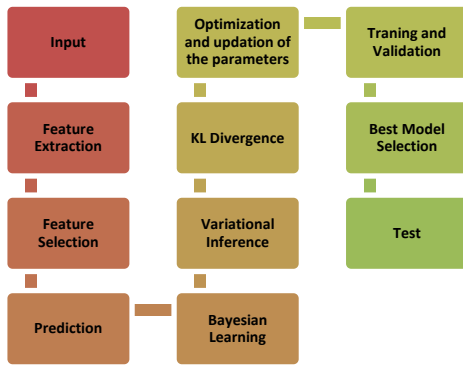 Input
Feature
Extraction
Feature
Selection
Prediction
Bayesian
Learning
Variational
Inference
KL Divergence
Optimization
and updation of
the parameters
Traning and
Validation
Best Model
Selection
Test